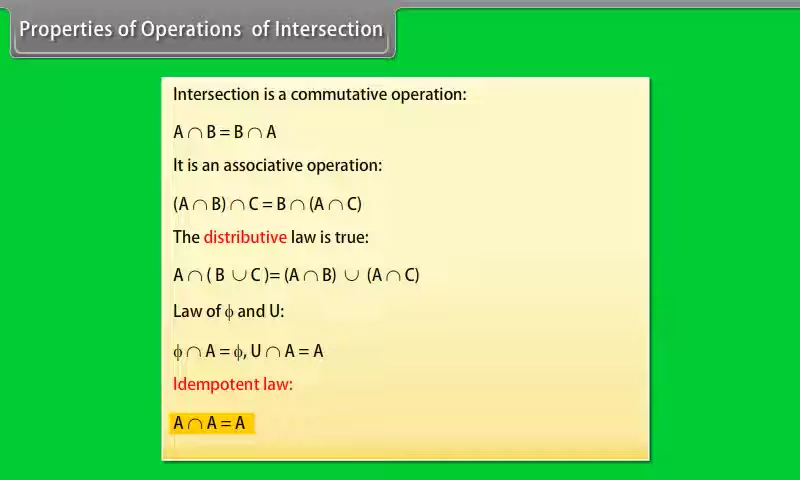 Properties of Operations of Intersection
Intersection is a commutative operation:
A ∩ B = B ∩ A
It is an associative operation:
(A ∩ B) ∩ C = B ∩ (A ∩ C)
The distributive law is true:
A ∩ ( B ∪ C )= (A ∩ B) ∪ (A ∩ C)
Law of ϕ and U:
ϕ ∩ A = ϕ, U ∩ A = A
Idempotent law:
A ∩ A = A